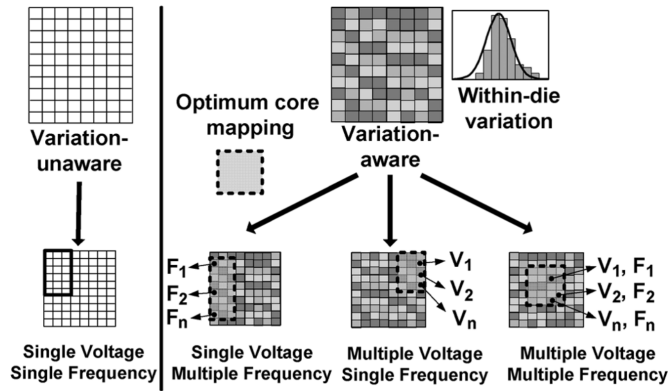 Variation-
unaware
Single Voltage
Single Frequency
Optimum core
mapping
Variation-
aware
Within-die
variation
F1
F2
Fn
Single Voltage
Multiple Frequency
V1
V2
Vn
Multiple Voltage
Single Frequency
V1, F1
V2, F2
Vn, Fn
Multiple Voltage
Multiple Frequency